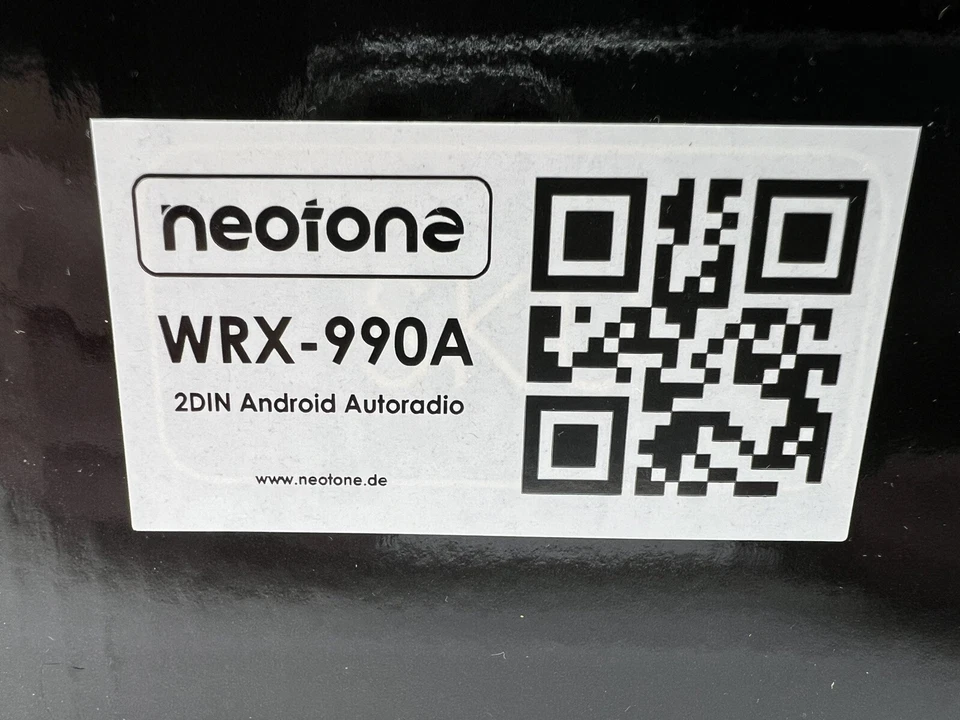 neotone
WRX-990A
2DIN Android Autoradio
www.neotone.de